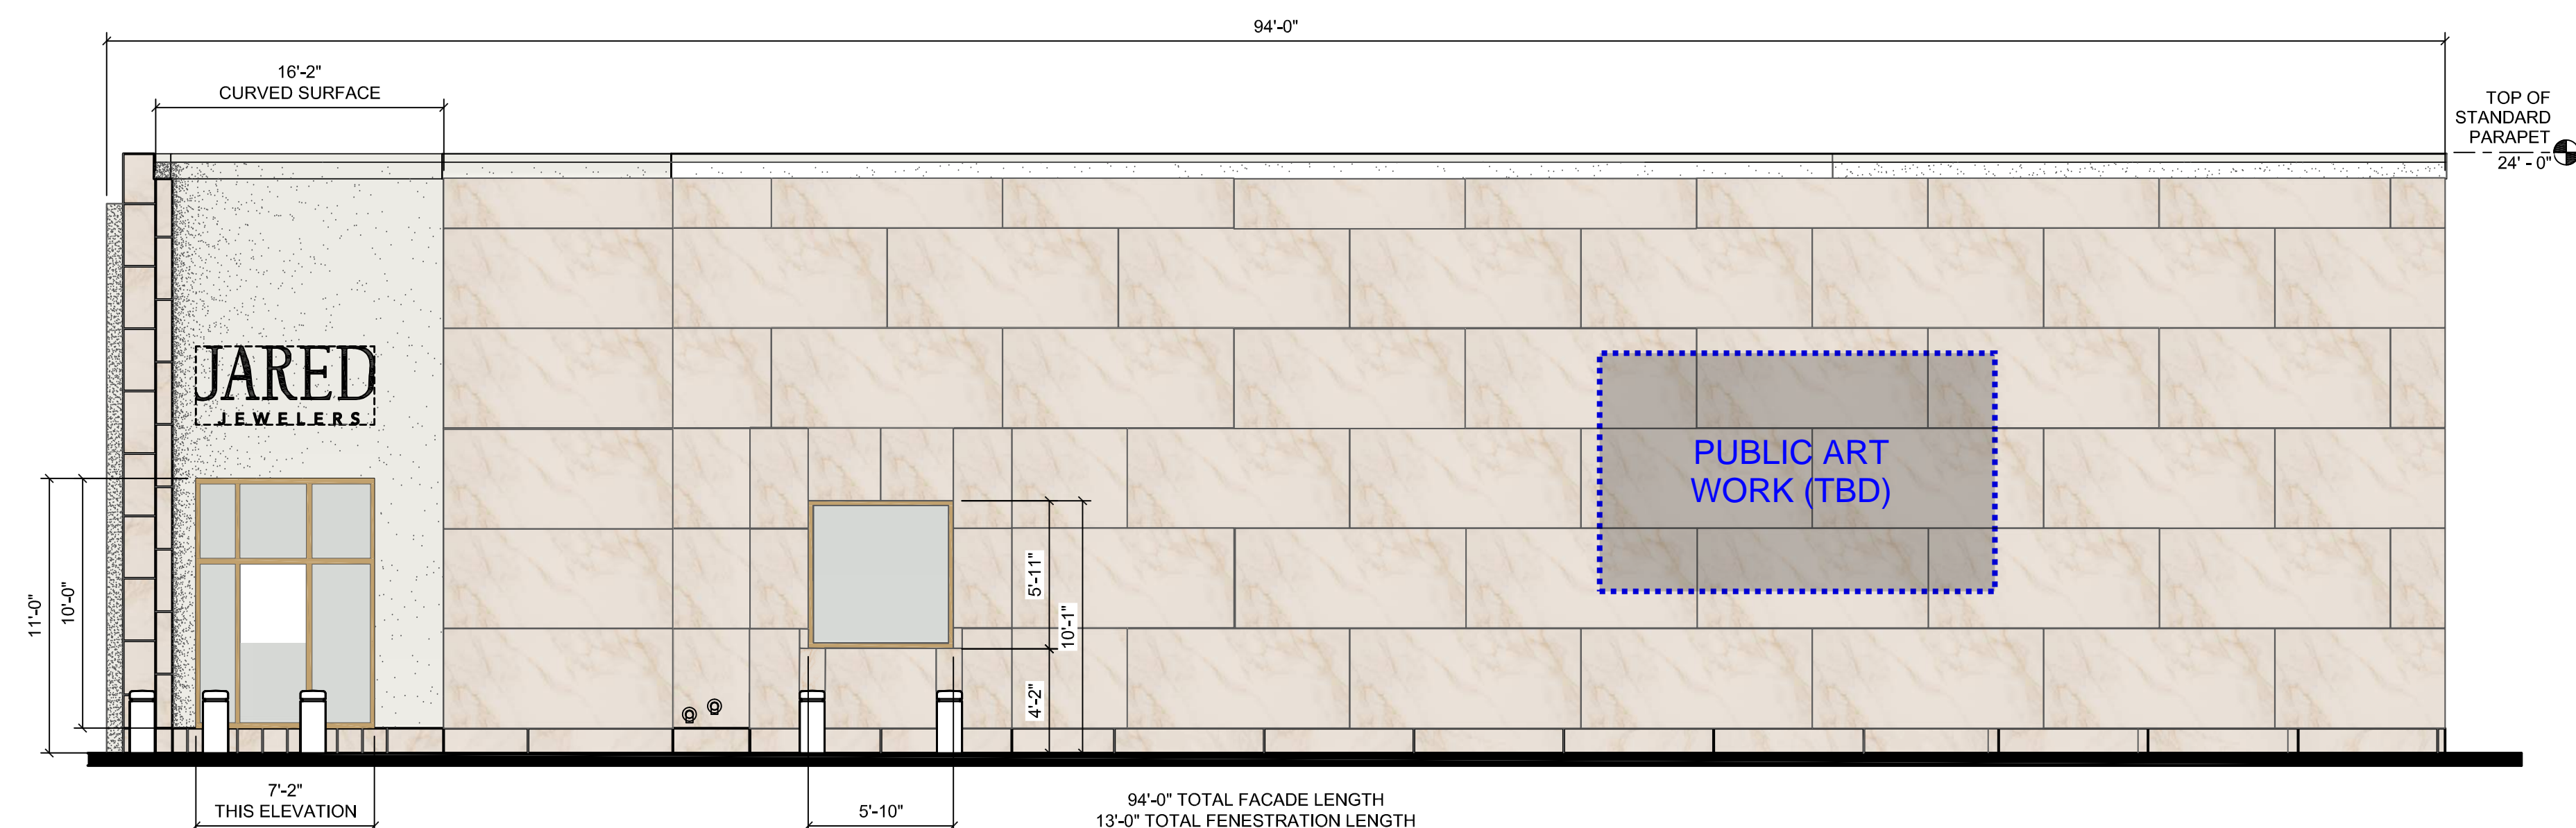 94'-0"
16'-2"
CURVED SURFACE
TOP OF
STANDARD
PARAPET
24' - 0"
JARED
JEWELERS
PUBLIC ART
WORK (TBD)
11'-0"
10'-0"
5'-11"
10'-1"
4'-2"
7'-2"
THIS ELEVATION
5'-10"
94'-0" TOTAL FACADE LENGTH
13'-0" TOTAL FENESTRATION LENGTH